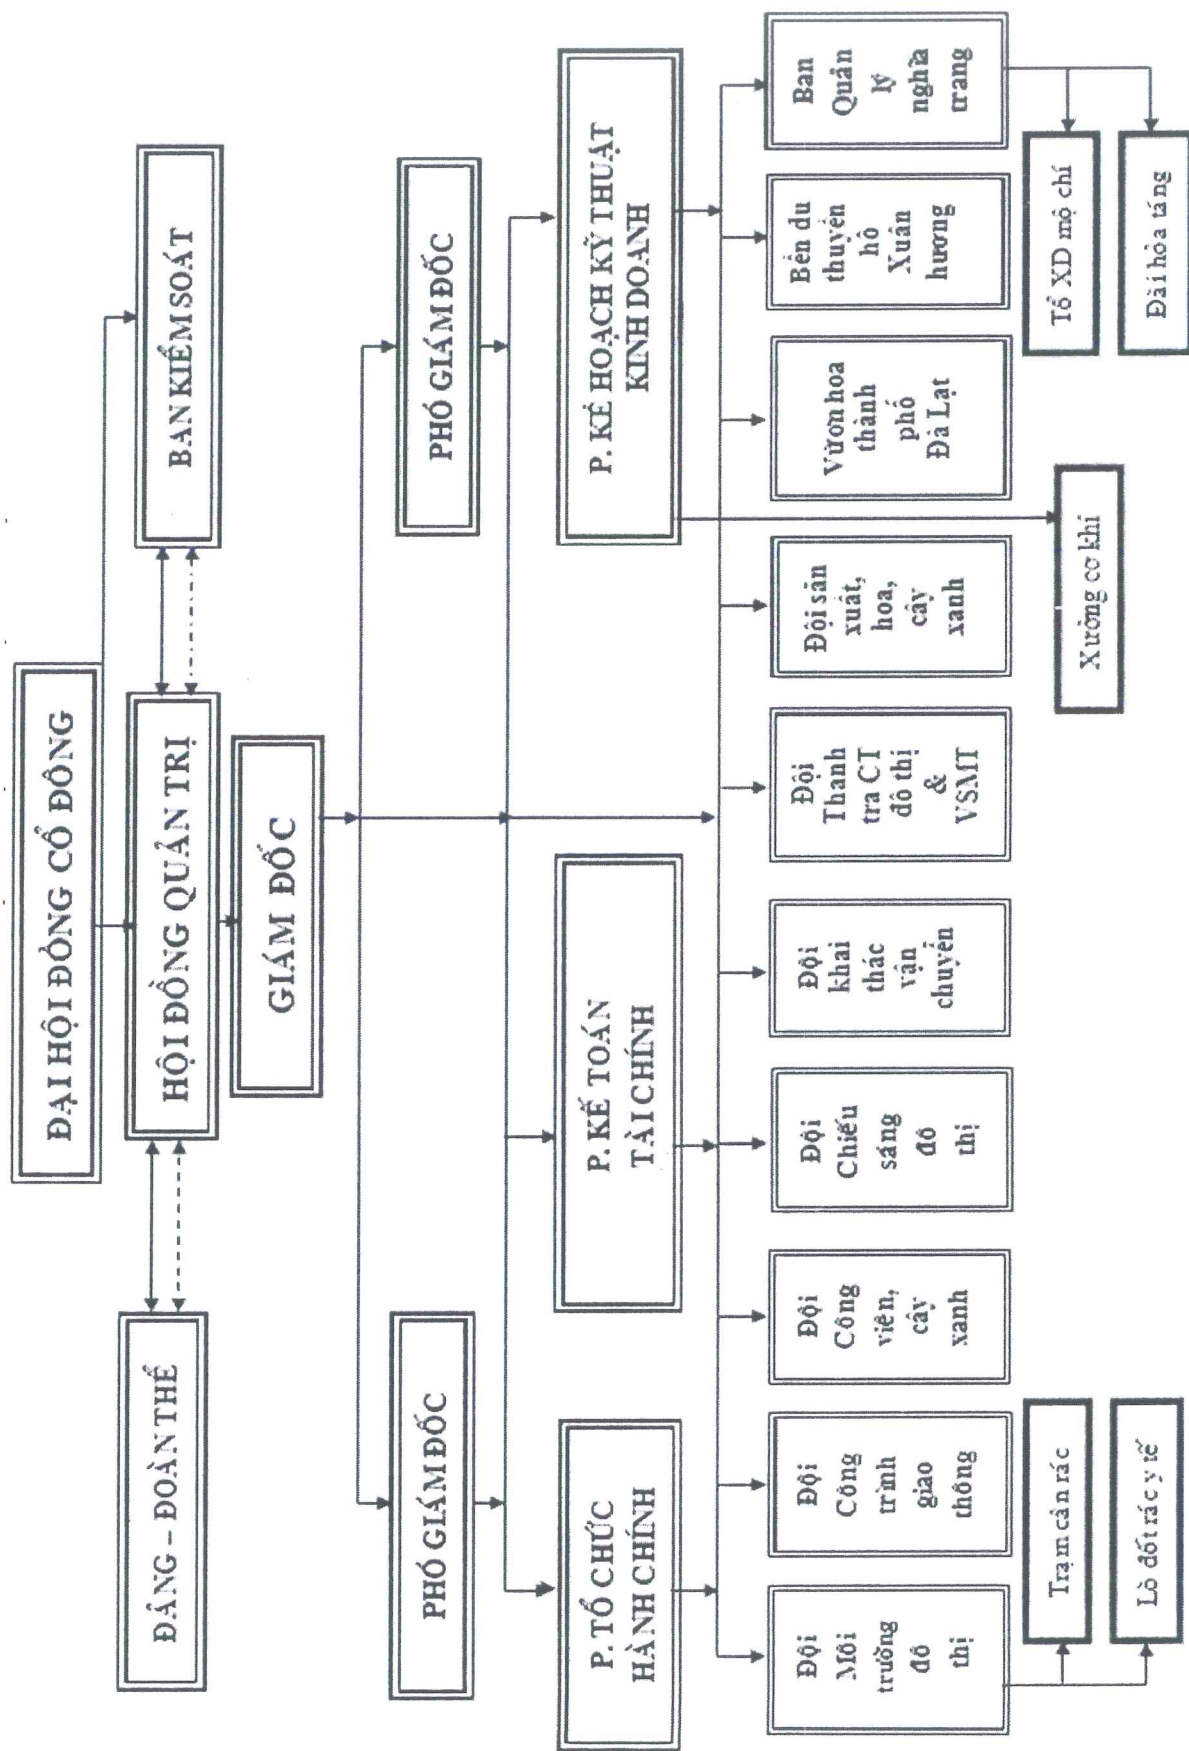 ĐẠI HỘI ĐỒNG CỔ ĐÔNG
ĐẢNG – ĐOÀN THỂ
HỘI ĐỒNG QUẢN TRỊ
BAN KIỂM SOÁT
GIÁM ĐỐC
PHÓ GIÁM ĐỐC
PHÓ GIÁM ĐỐC
P. TỔ CHỨC
HÀNH CHÍNH
P. KẾ TOÁN
TÀI CHÍNH
P. KẾ HOẠCH KỸ THUẬT
KINH DOANH
Đội
Môi
trường
đô
thị
Đội
Công
trình
giao
thông
Đội
Công
viên,
cây
xanh
Đội
Chiếu
sáng
đô
thị
Đội
khai
thác
vận
chuyển
Đội
Thanh
tra CT
đô thị
&
VSMT
Đội sản
xuất,
hoa,
cây
xanh
Vườn hoa
thành
phố
Đà Lạt
Bến du
thuyền
hồ
Xuân
hương
Ban
Quản
lý
nghĩa
trang
Trạm cân rác
Lò đốt rác y tế
Xưởng cơ khí
Tổ XD mộ chí
Đài hỏa táng